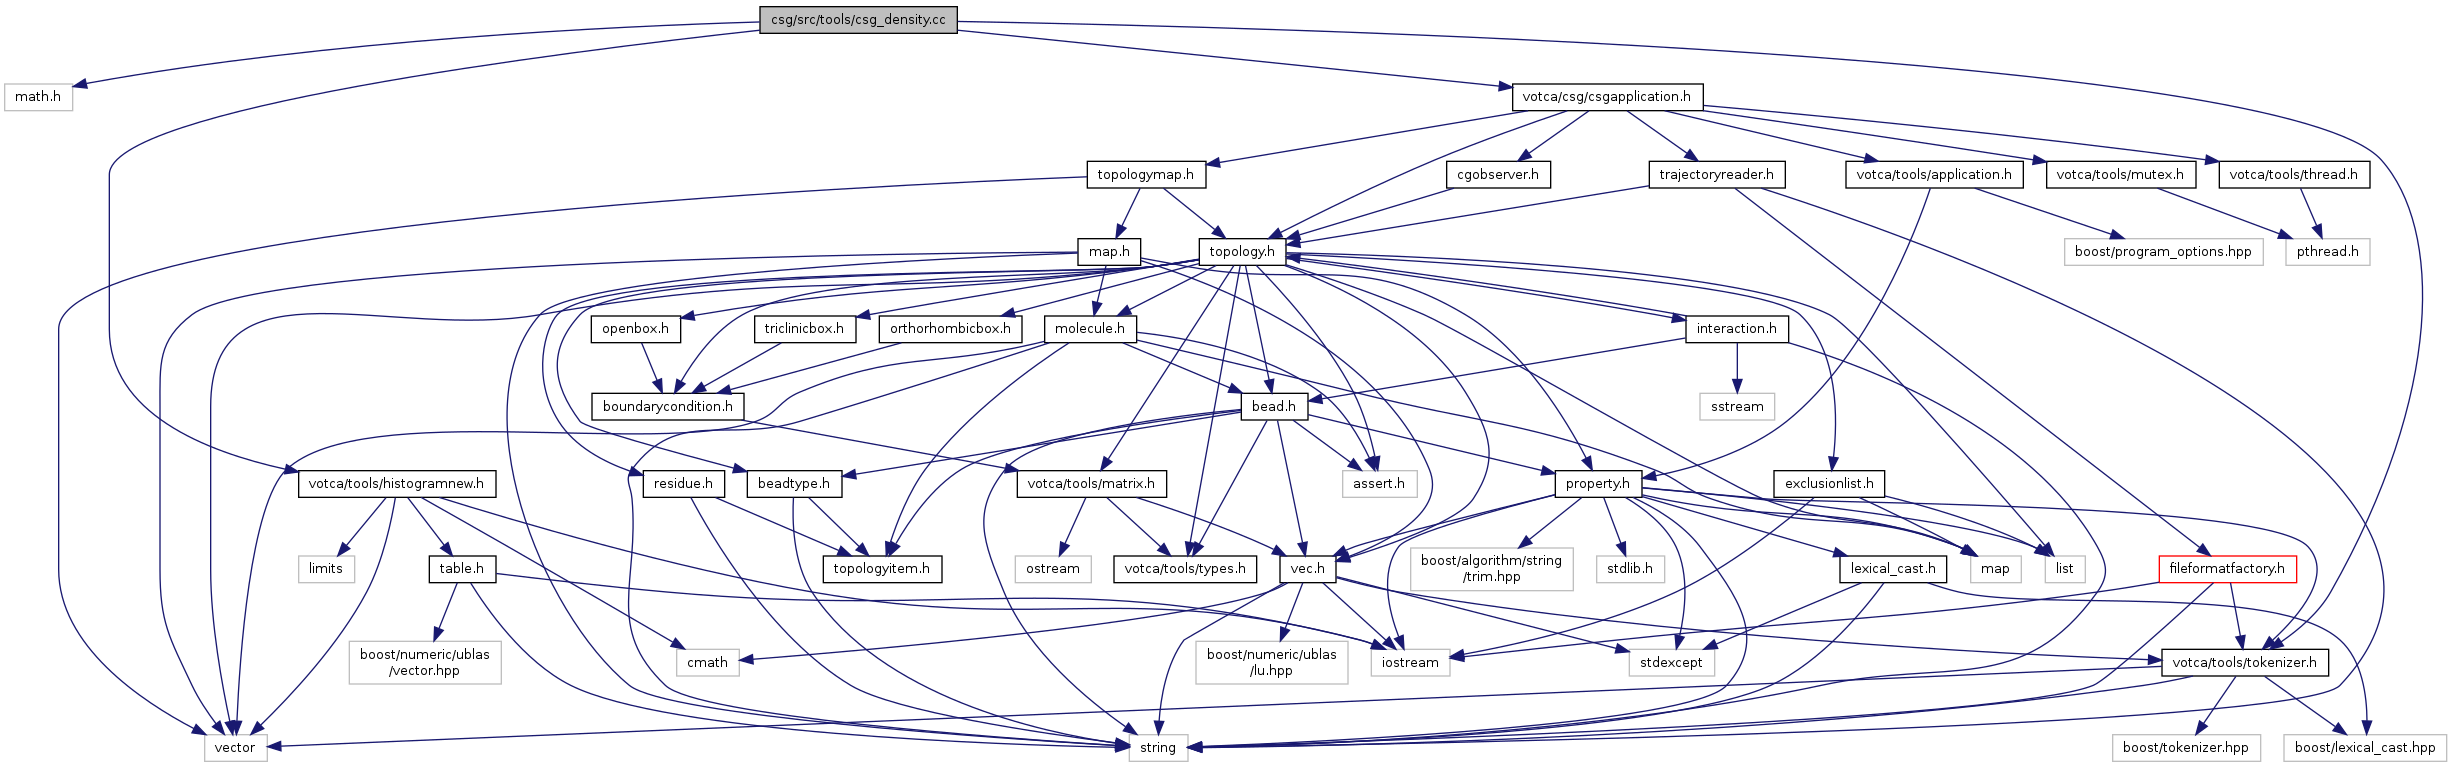 csg/src/tools/csg_density.cc
math.h
votca/csg/csgapplication.h
topologymap.h
cgobserver.h
trajectoryreader.h
votca/tools/application.h
votca/tools/mutex.h
votca/tools/thread.h
map.h
topology.h
boost/program_options.hpp
pthread.h
openbox.h
triclinicbox.h
orthorhombicbox.h
molecule.h
interaction.h
boundarycondition.h
bead.h
sstream
votca/tools/histogramnew.h
residue.h
beadtype.h
votca/tools/matrix.h
assert.h
property.h
exclusionlist.h
limits
table.h
topologyitem.h
ostream
votca/tools/types.h
vec.h
boost/algorithm/string
/trim.hpp
stdlib.h
lexical_cast.h
map
list
fileformatfactory.h
boost/numeric/ublas
/vector.hpp
cmath
boost/numeric/ublas
/lu.hpp
iostream
stdexcept
votca/tools/tokenizer.h
vector
string
boost/tokenizer.hpp
boost/lexical_cast.hpp